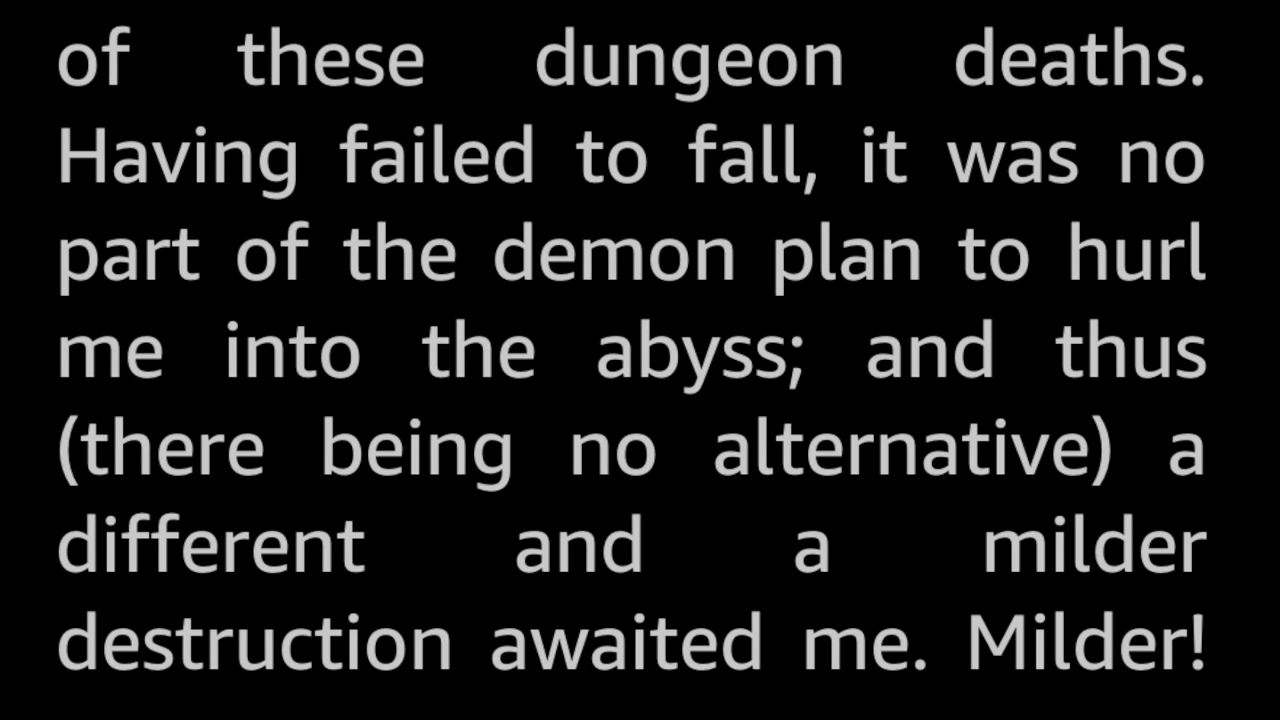 of these dungeon deaths.
Having failed to fall, it was no
part of the demon plan to hurl
me into the abyss; and thus
(there being no alternative) a
different and a milder
destruction awaited me. Milder!